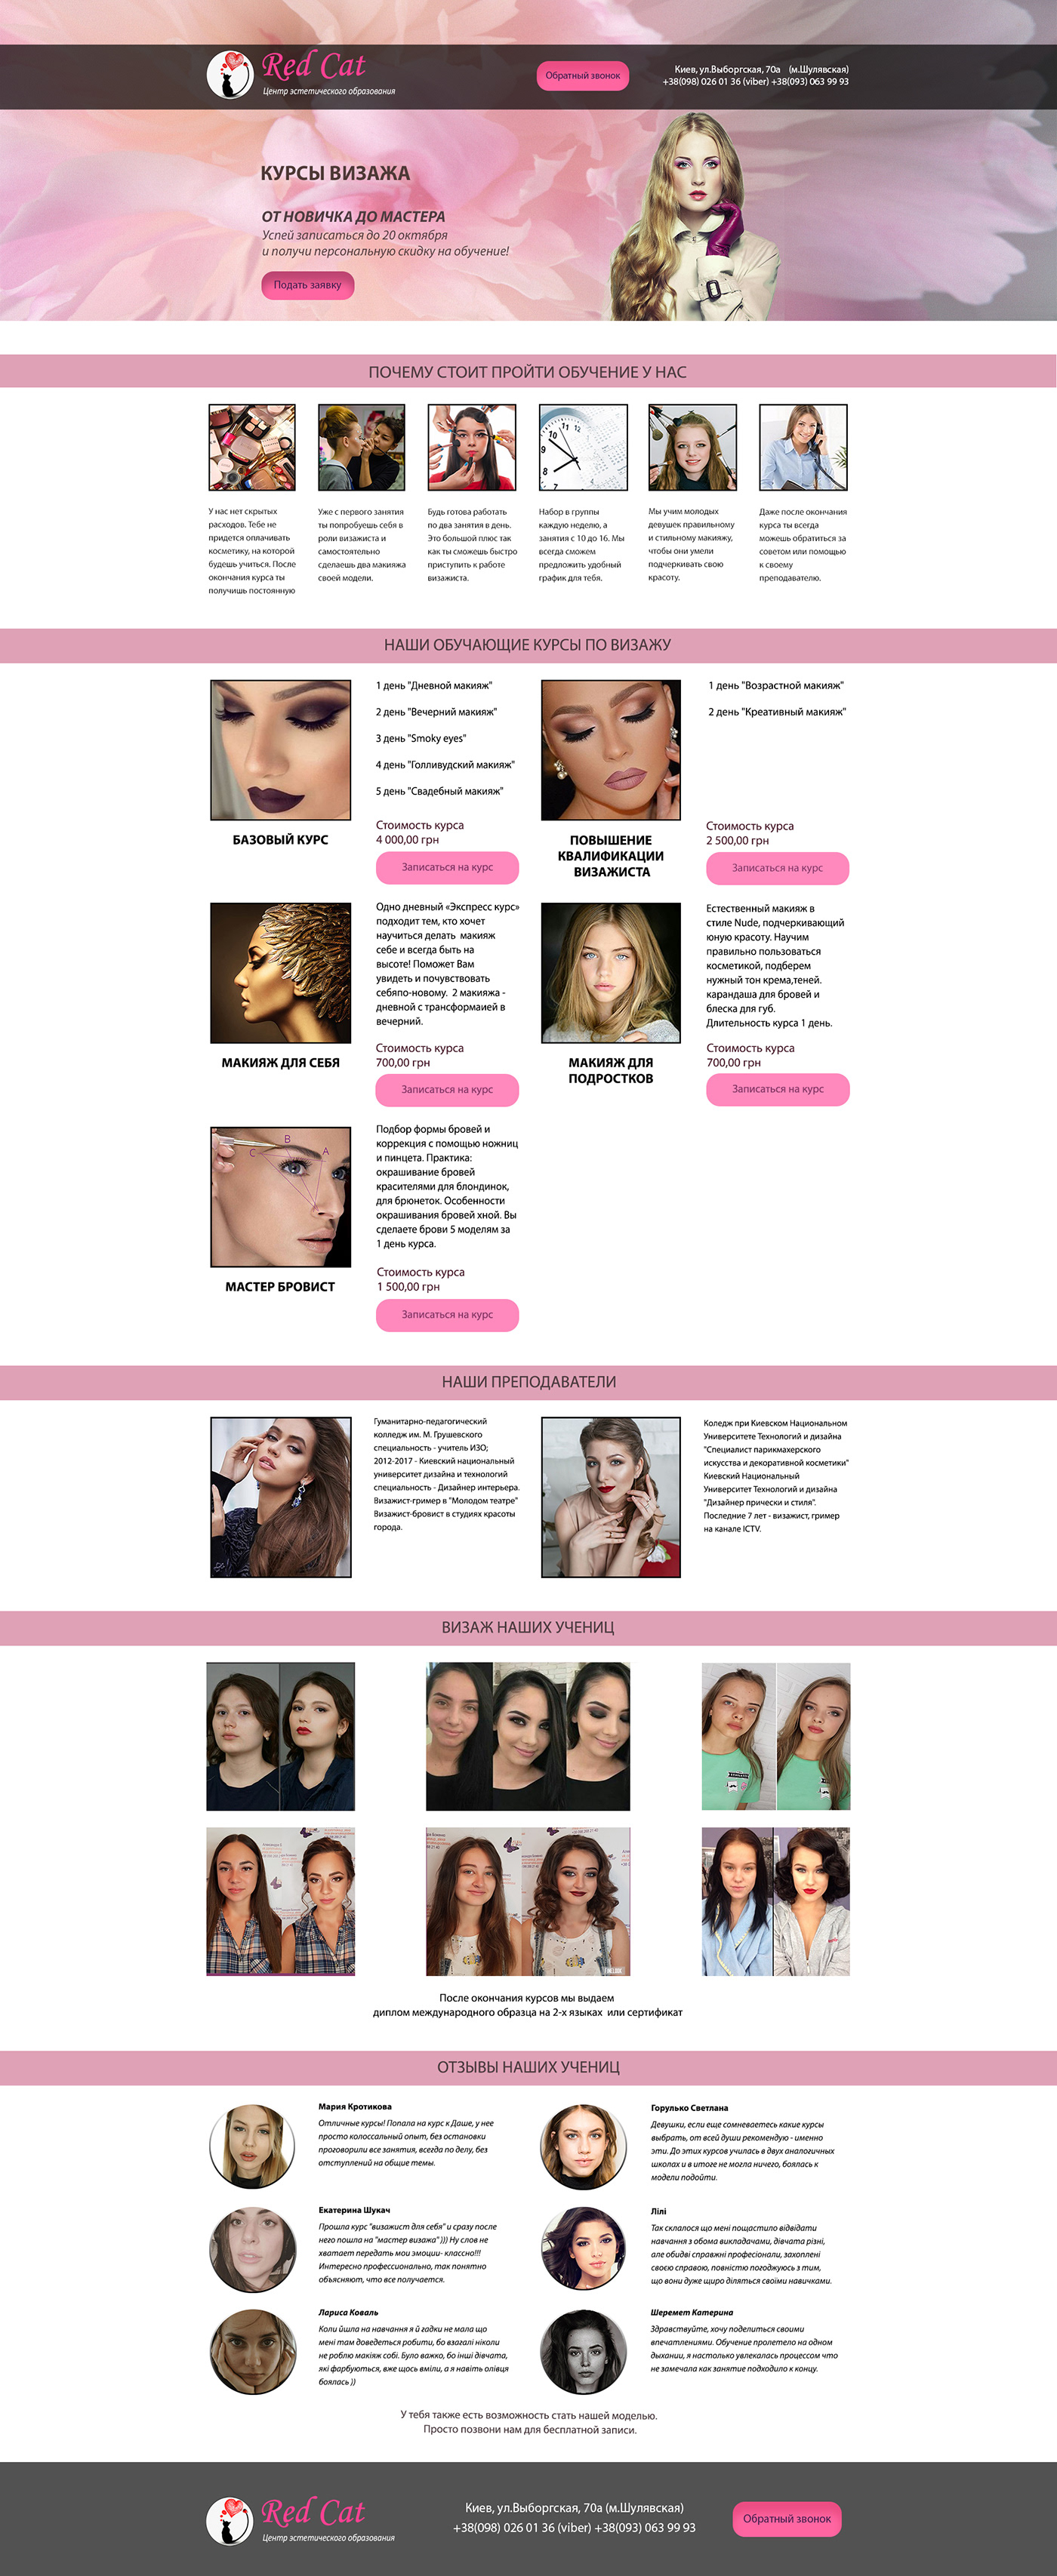 Red Cat
Центр эстетического образования
Обратный звонок
Киев, ул.Выборгская, 70а (м.Шулявская)
+38(098) 026 01 36 (viber) +38(093) 063 99 93
КУРСЫ ВИЗАЖА
ОТ НОВИЧКА ДО МАСТЕРА
Успей записаться до 20 октября
и получи персональную скидку на обучение!
Подать заявку
ПОЧЕМУ СТОИТ ПРОЙТИ ОБУЧЕНИЕ У НАС
У нас нет скрытых
расходов. Тебе не
придется оплачивать
косметику, на которой
будешь учиться. После
окончания курса ты
получишь постоянную
Уже с первого занятия
ты попробуешь себя в
роли визажиста и
самостоятельно
сделаешь два макияжа
своей модели.
Будь готова работать
по два занятия в день.
Это большой плюс так
как ты сможешь быстро
приступить к работе
визажиста.
Набор в группы
каждую неделю, а
занятия с 10 до 16. Мы
всегда сможем
предложить удобный
график для тебя.
Мы учим молодых
девушек правильному
и стильному макияжу,
чтобы они умели
подчеркивать свою
красоту.
Даже после окончания
курса ты всегда
можешь обратиться за
советом или помощью
к своему
преподавателю.
НАШИ ОБУЧАЮЩИЕ КУРСЫ ПО ВИЗАЖУ
1 день "Дневной макияж"
2 день "Вечерний макияж"
3 день "Smoky eyes"
4 день "Голливудский макияж"
5 день "Свадебный макияж"
Стоимость курса
4 000,00 грн
БАЗОВЫЙ КУРС
Записаться на курс
1 день "Возрастной макияж"
2 день "Креативный макияж"
Стоимость курса
2 500,00 грн
ПОВЫШЕНИЕ
КВАЛИФИКАЦИИ
ВИЗАЖИСТА
Записаться на курс
Одно дневный «Экспресс курс»
подходит тем, кто хочет
научиться делать макияж
себе и всегда быть на
высоте! Поможет Вам
увидеть и почувствовать
себяпо-новому. 2 макияжа -
дневной с трансформаией в
вечерний.
Стоимость курса
700,00 грн
МАКИЯЖ ДЛЯ СЕБЯ
Записаться на курс
Естественный макияж в
стиле Nude, подчеркивающий
юную красоту. Научим
правильно пользоваться
косметикой, подберем
нужный тон крема,теней.
карандаша для бровей и
блеска для губ.
Длительность курса 1 день.
Стоимость курса
700,00 грн
МАКИЯЖ ДЛЯ
ПОДРОСТКОВ
Записаться на курс
B
C
A
Подбор формы бровей и
коррекция с помощью ножниц
и пинцета. Практика:
окрашивание бровей
красителями для блондинок,
для брюнеток. Особенности
окрашивания бровей хной. Вы
сделаете брови 5 моделям за
1 день курса.
Стоимость курса
1 500,00 грн
МАСТЕР БРОВИСТ
Записаться на курс
НАШИ ПРЕПОДАВАТЕЛИ
Гуманитарно-педагогический
колледж им. М. Грушевского
специальность - учитель ИЗО;
2012-2017 - Киевский национальный
университет дизайна и технологий
специальность - Дизайнер интерьера.
Визажист-гример в "Молодом театре"
Визажист-бровист в студиях красоты
города.
Коледж при Киевском Национальном
Университете Технологий и дизайна
"Специалист парикмахерского
искусства и декоративной косметики"
Киевский Национальный
Университет Технологий и дизайна
"Дизайнер прически и стиля".
Последние 7 лет - визажист, гример
на канале ICTV.
ВИЗАЖ НАШИХ УЧЕНИЦ
После окончания курсов мы выдаем
диплом международного образца на 2-х языках или сертификат
ОТЗЫВЫ НАШИХ УЧЕНИЦ
Мария Кротикова
Отличные курсы! Попала на курс к Даше, у нее
просто колоссальный опыт, без остановки
проговорили все занятия, всегда по делу, без
отступлений на общие темы.
Горулько Светлана
Девушки, если еще сомневаетесь какие курсы
выбрать, от всей души рекомендую - именно
эти. До этих курсов училась в двух аналогичных
школах и в итоге не могла ничего, боялась к
модели подойти.
Екатерина Шукач
Прошла курс "визажист для себя" и сразу после
него пошла на "мастер визажа" ))) Ну слов не
хватает передать мои эмоции- классно!!!
Интересно профессионально, так понятно
объясняют, что все получается.
Лілі
Так склалося що мені пощастило відвідати
навчання з обома викладачами, дівчата різні,
але обидві справжні професіонали, захоплені
своєю справою, повністю погоджуюсь з тим,
що вони дуже щиро діляться своїми навичками.
Лариса Коваль
Коли йшла на навчання я й гадки не мала що
мені там доведеться робити, бо взагалі ніколи
не роблю макіяж собі. Було важко, бо інші дівчата,
які фарбуються, вже щось вміли, а я навіть олівця
боялась ))
Шеремет Катерина
Здравствуйте, хочу поделиться своими
впечатлениями. Обучение пролетело на одном
дыхании, я настолько увлекалась процессом что
не замечала как занятие подходило к концу.
У тебя также есть возможность стать нашей моделью.
Просто позвони нам для бесплатной записи.
Red Cat
Центр эстетического образования
Киев, ул.Выборгская, 70а (м.Шулявская)
+38(098) 026 01 36 (viber) +38(093) 063 99 93
Обратный звонок